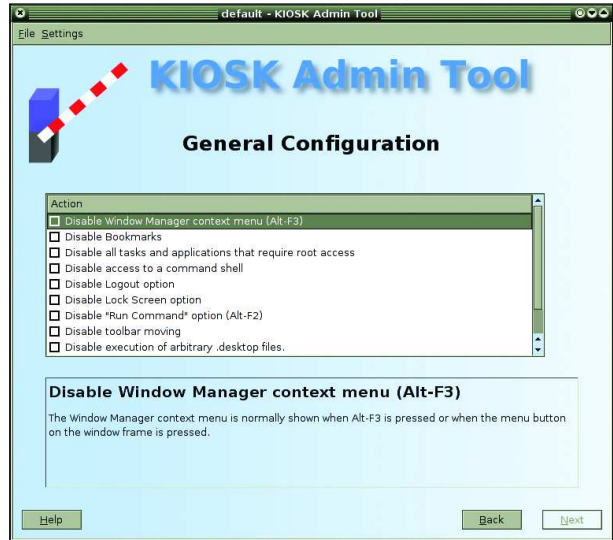 default - KIOSK Admin Tool
File Settings
KIOSK Admin Tool
General Configuration
Action
Disable Window Manager context menu (Alt-F3)
Disable Bookmarks
Disable all tasks and applications that require root access
Disable access to a command shell
Disable Logout option
Disable Lock Screen option
Disable "Run Command" option (Alt-F2)
Disable toolbar moving
Disable execution of arbitrary .desktop files.
Disable Window Manager context menu (Alt-F3)
The Window Manager context menu is normally shown when Alt-F3 is pressed or when the menu button
on the window frame is pressed.
Help Back Next